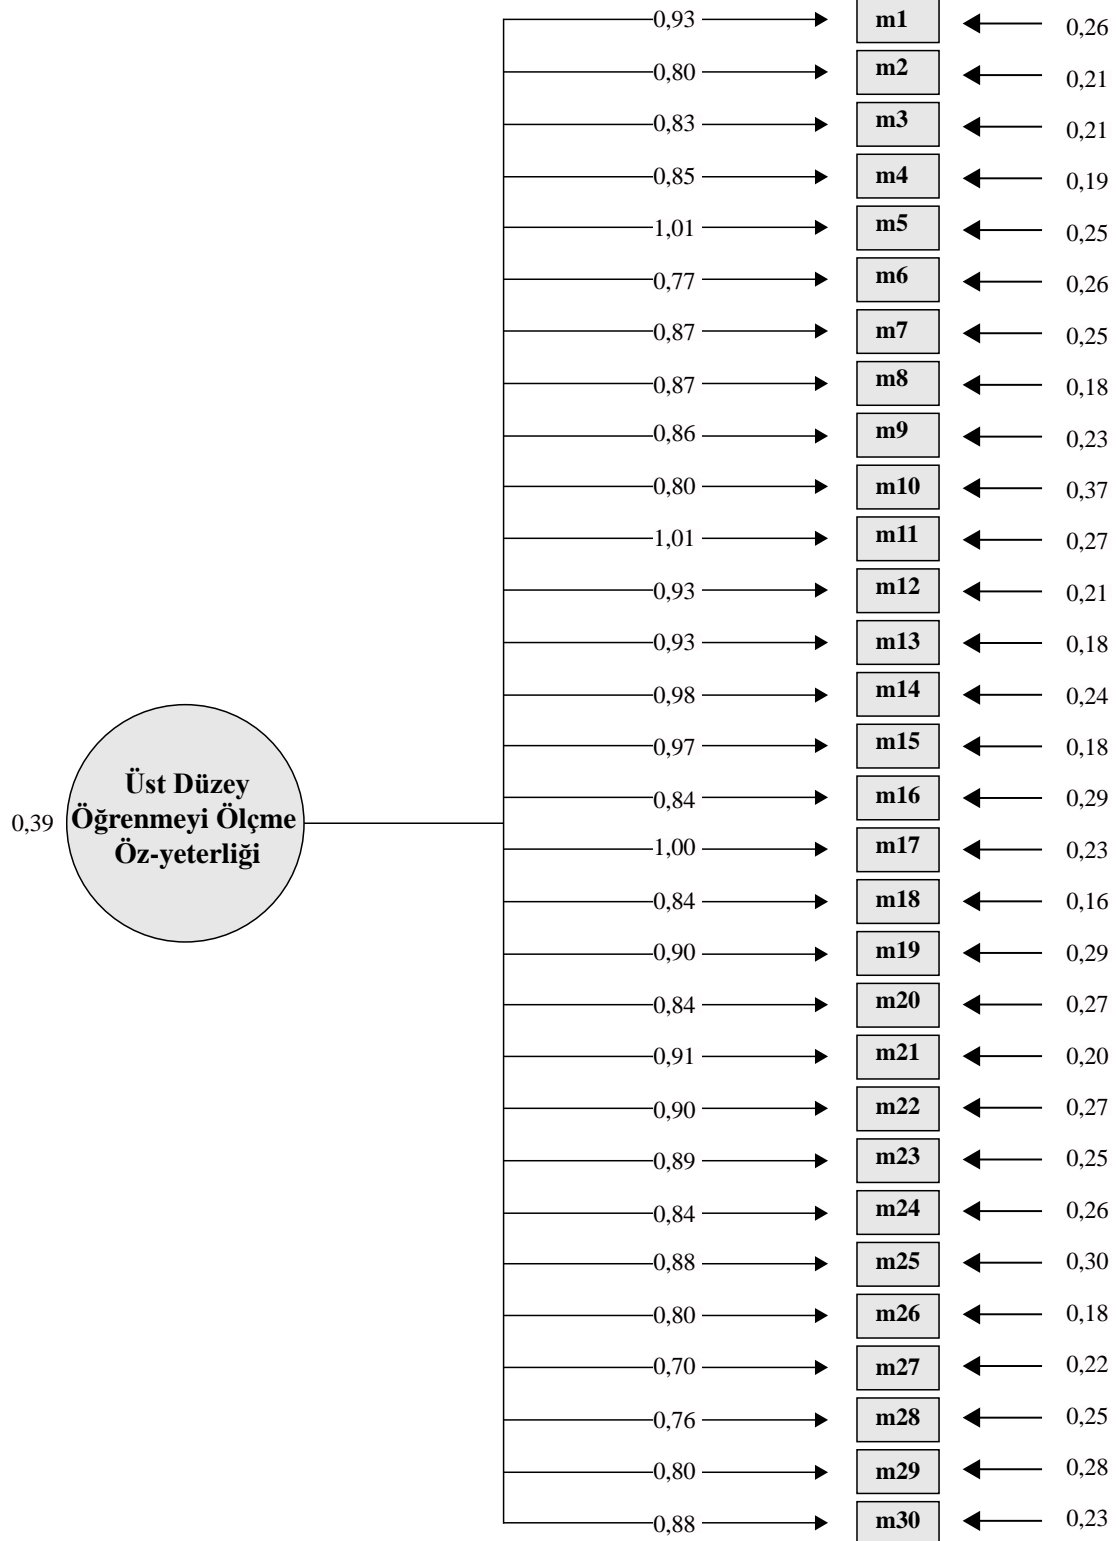 0,93 m1 0,26
0,80 m2 0,21
0,83 m3 0,21
0,85 m4 0,19
1,01 m5 0,25
0,77 m6 0,26
0,87 m7 0,25
0,87 m8 0,18
0,86 m9 0,23
0,80 m10 0,37
1,01 m11 0,27
0,93 m12 0,21
0,93 m13 0,18
0,98 m14 0,24
0,97 m15 0,18
Üst Düzey
0,39 Öğrenmeyi Ölçme
Öz-yeterliği
0,84 m16 0,29
1,00 m17 0,23
0,84 m18 0,16
0,90 m19 0,29
0,84 m20 0,27
0,91 m21 0,20
0,90 m22 0,27
0,89 m23 0,25
0,84 m24 0,26
0,88 m25 0,30
0,80 m26 0,18
0,70 m27 0,22
0,76 m28 0,25
0,80 m29 0,28
0,88 m30 0,23